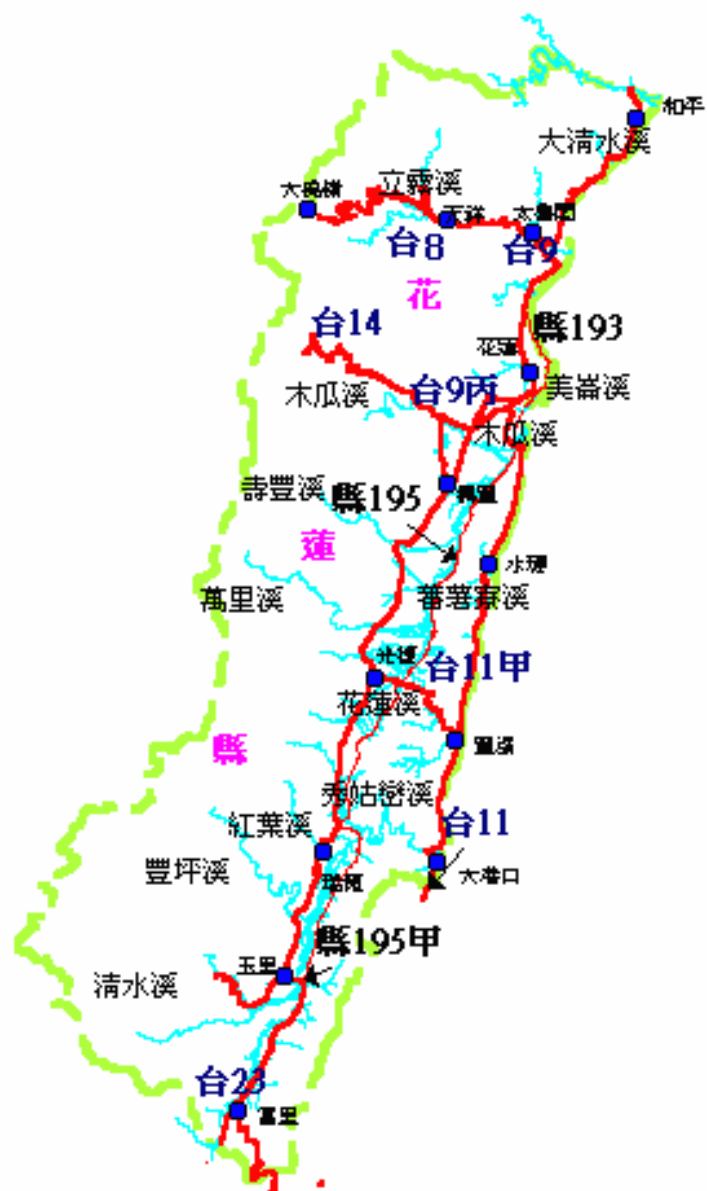 和平
大清水溪
立霧溪
大禹嶺
天祥
太魯閣
台8
台9
花
台14
縣193
花蓮
台9丙
木瓜溪
美崙溪
木瓜溪
壽豐溪
縣195
蓮
水璉
萬里溪
蕃薯寮溪
光復
台11甲
花蓮溪
縣
豐濱
秀姑巒溪
紅葉溪
台11
豐坪溪
大港口
瑞穗
縣195甲
玉里
清水溪
台23
富里